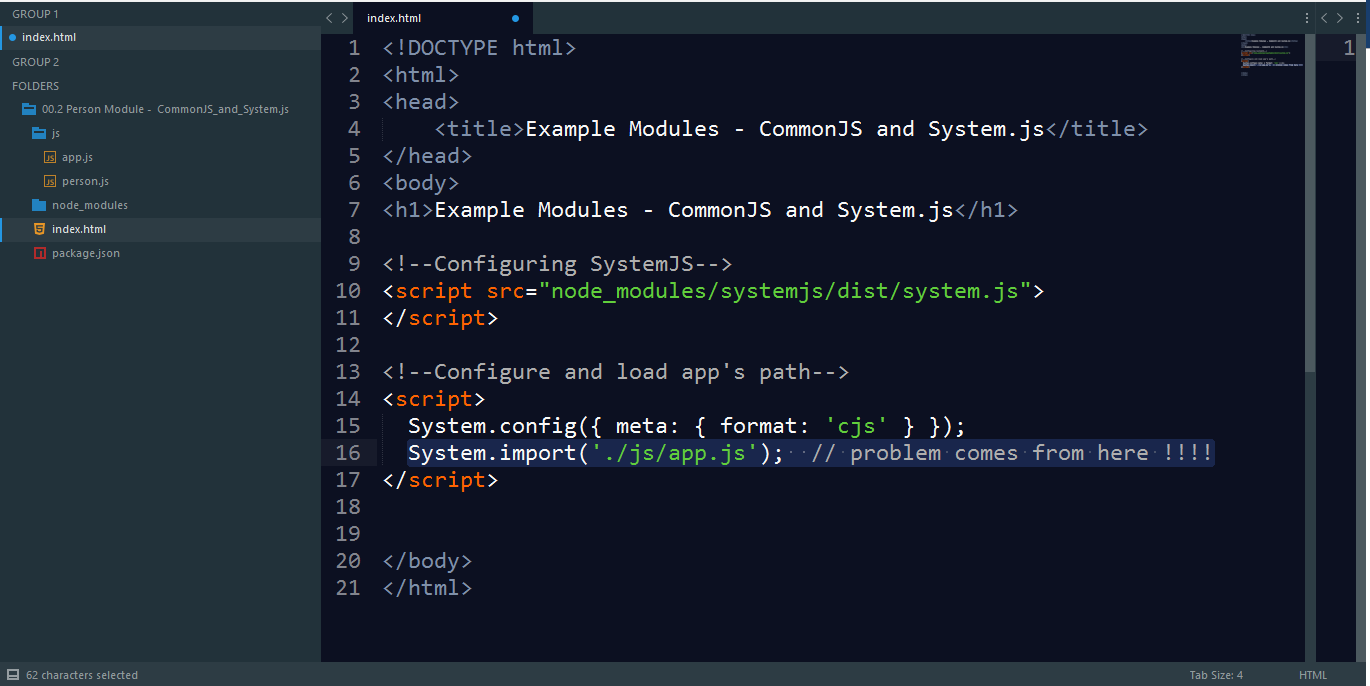 GROUP 1
index.html
GROUP 2
FOLDERS
00.2 Person Module - CommonJS_and_System.js
js
app.js
person.js
node_modules
index.html
package.json
index.html
1 <!DOCTYPE html>
2 <html>
3 <head>
4 <title>Example Modules - CommonJS and System.js</title>
5 </head>
6 <body>
7 <h1>Example Modules - CommonJS and System.js</h1>
8
9 <!--Configuring SystemJS-->
10 <script src="node_modules/systemjs/dist/system.js">
11 </script>
12
13 <!--Configure and load app's path-->
14 <script>
15 System.config({ meta: { format: 'cjs' } });
16 System.import('./js/app.js'); // problem comes from here !!!!
17 </script>
18
19
20 </body>
21 </html>
1
62 characters selected
Tab Size: 4
HTML